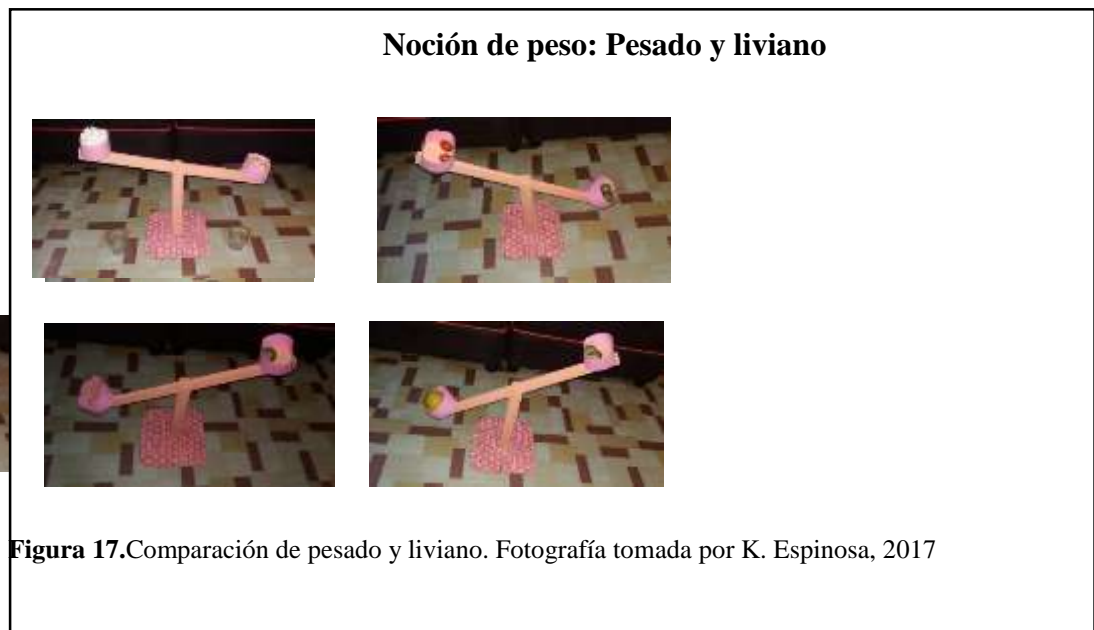 Noción de peso: Pesado y liviano
Figura 17.Comparación de pesado y liviano. Fotografía tomada por K. Espinosa, 2017